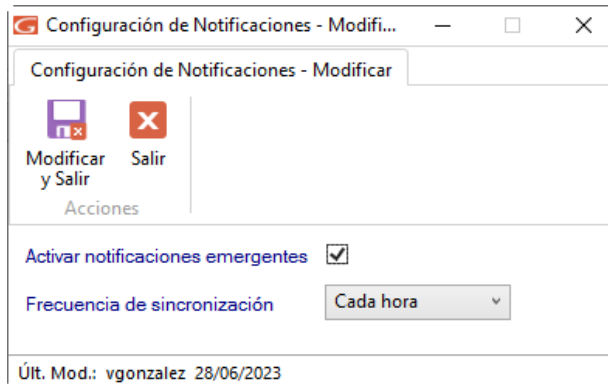 Configuración de Notificaciones - Modifi...
Configuración de Notificaciones - Modificar
Modificar y Salir
Salir
Acciones
Activar notificaciones emergentes
Frecuencia de sincronización
Cada hora
Últ. Mod.: vgonzalez 28/06/2023